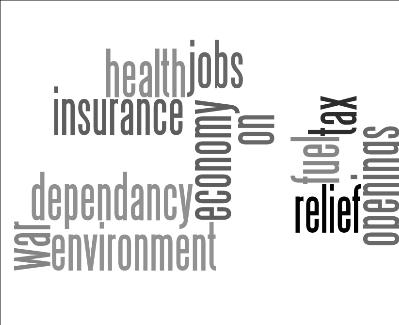 health
jobs
insurance
economy
on
tax
fuel
openings
dependancy
relief
war
environment